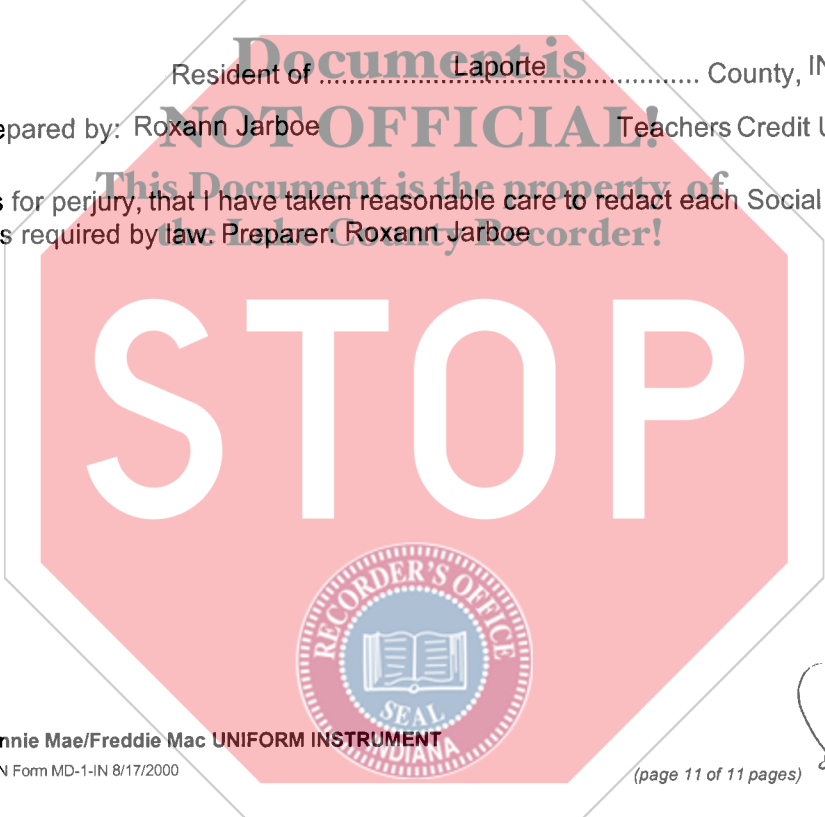 Document is
Resident of ........................Laporte........................... County, IN
NOT OFFICIAL!
epared by: Roxann Jarboe Teachers Credit U
This Document is the property of
s for perjury, that I have taken reasonable care to redact each Social
the Lake County Recorder!
s required by law. Preparer: Roxann Jarboe
STOP
RECORDER'S OFFICE
SEAL
INDIANA
nnie Mae/Freddie Mac UNIFORM INSTRUMENT
N Form MD-1-IN 8/17/2000
(page 11 of 11 pages)